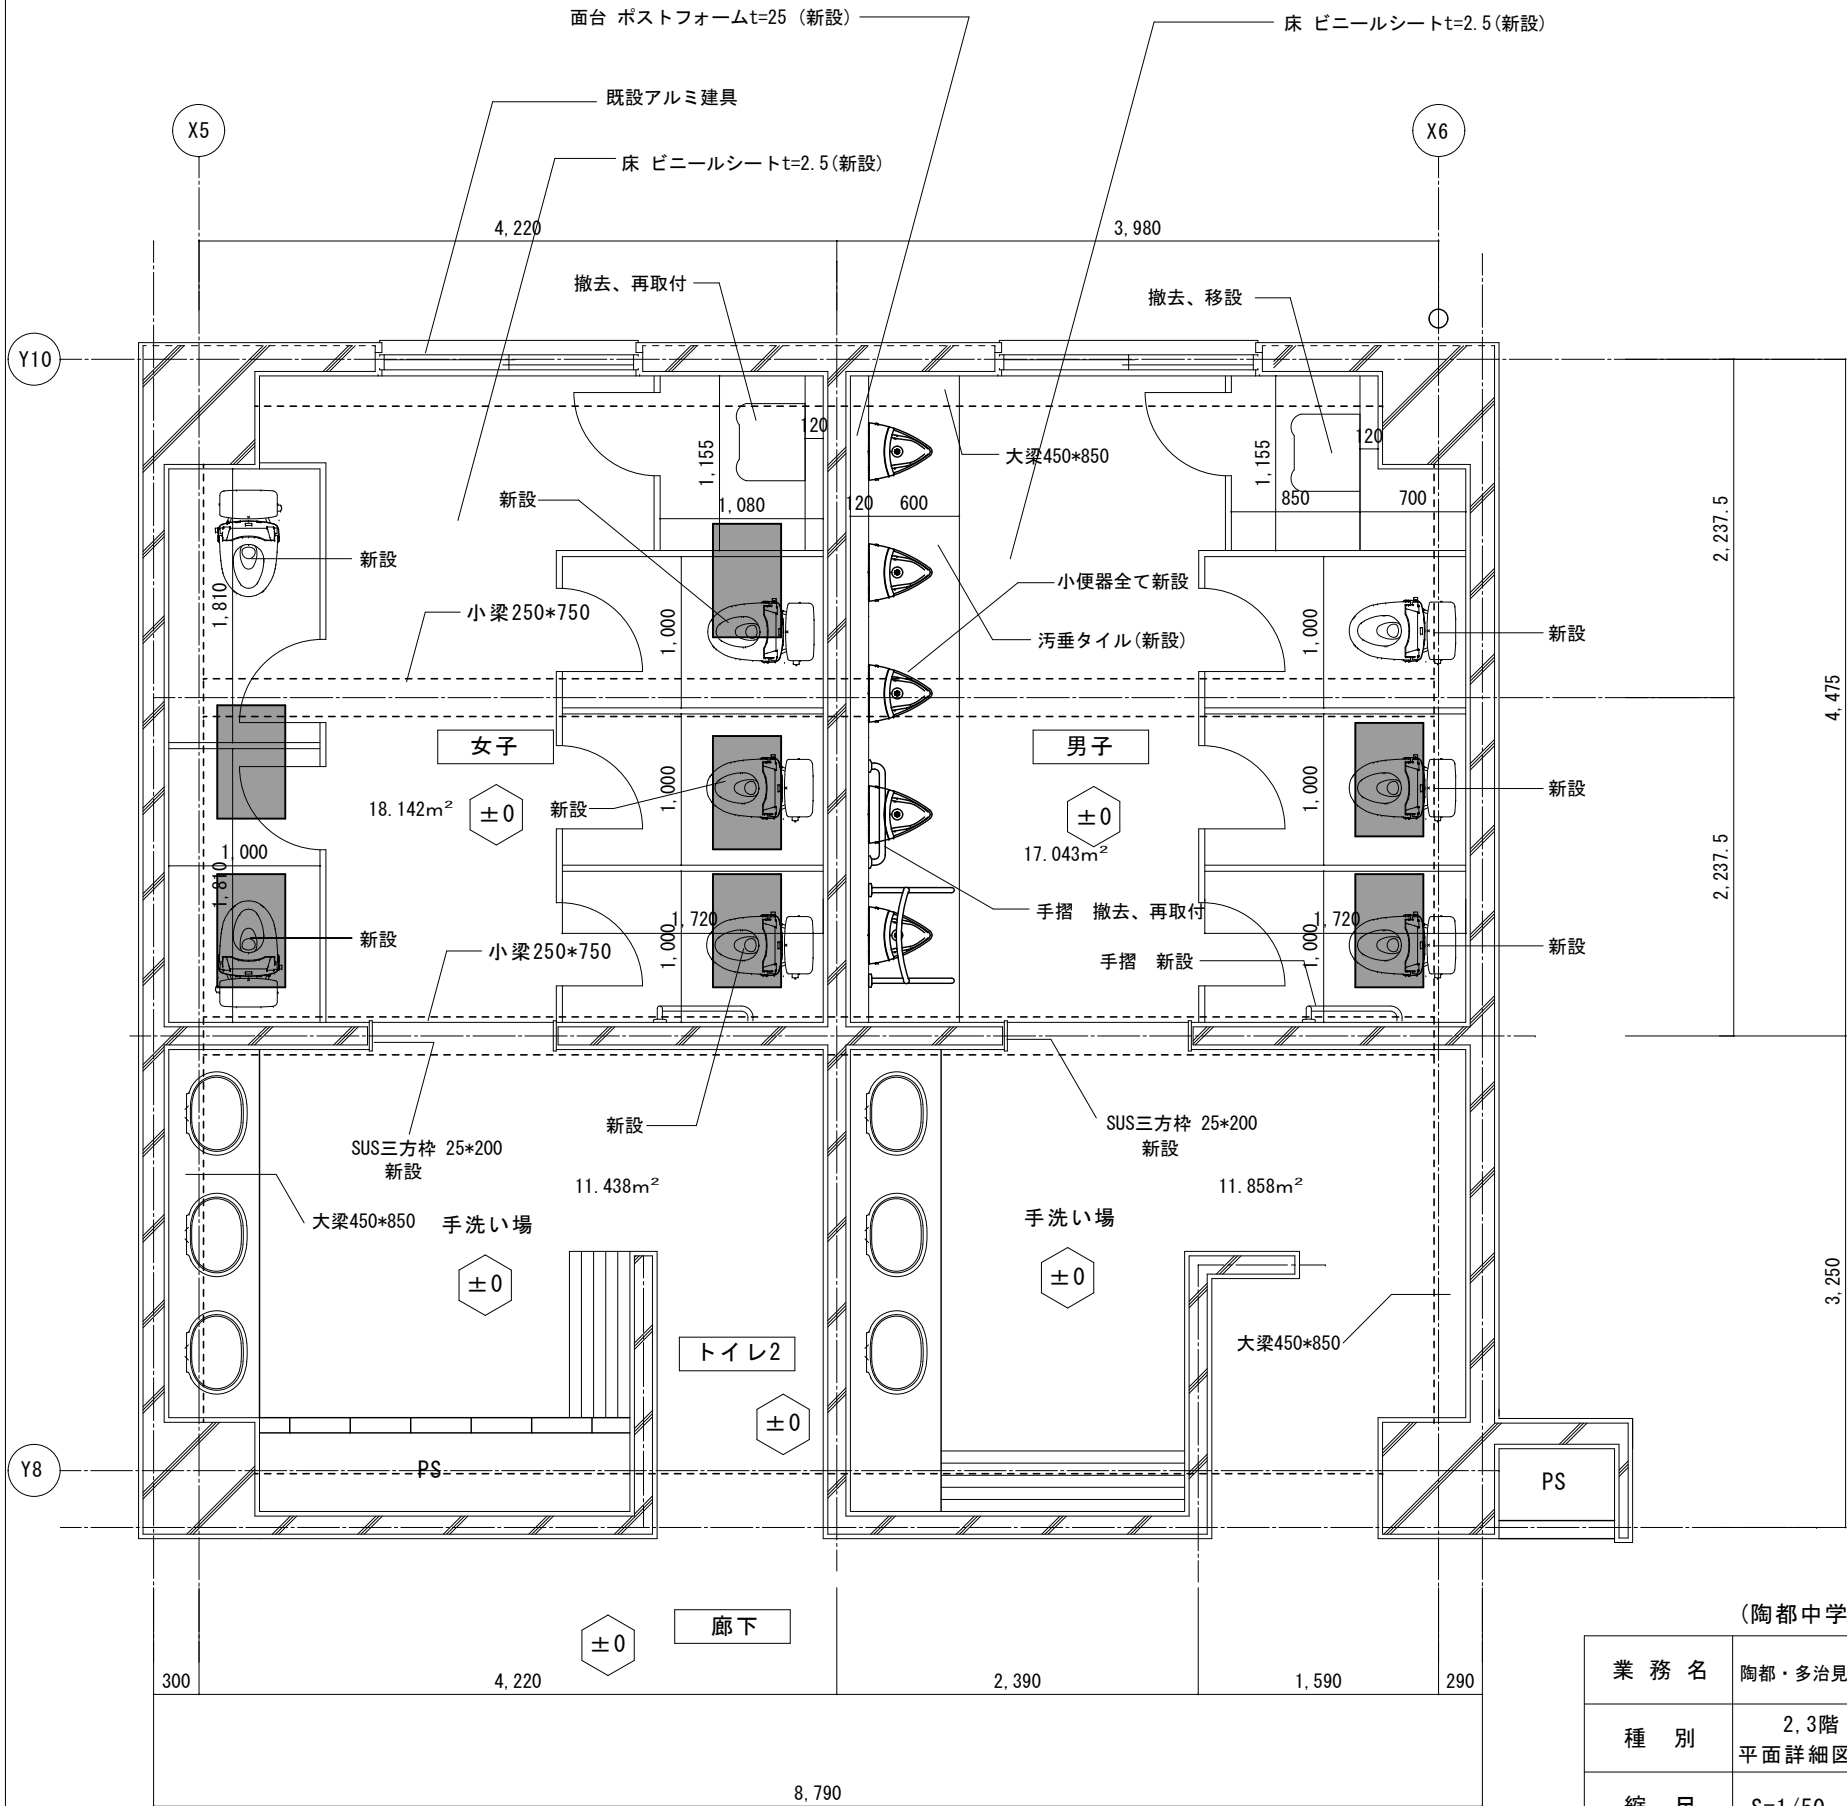 面台 ポストフォームt=25 (新設)
床 ビニールシートt=2.5(新設)
既設アルミ建具
X5
X6
床 ビニールシートt=2.5(新設)
4,220
3,980
撤去、再取付
撤去、移設
Y10
120
120
1,155
大梁450*850
1,155
新設
1,080
120
600
850
700
2,237.5
新設
小便器全て新設
1,810
小梁250*750
1,000
汚垂タイル(新設)
1,000
新設
4,475
女子
男子
18.142m²
±0
新設
1,000
±0
1,000
新設
17.043m²
1,000
1,810
2,237.5
新設
1,720
手摺 撤去、再取付
1,720
小梁250*750
1,000
手摺 新設
1,000
新設
SUS三方枠 25*200
新設
新設
SUS三方枠 25*200
新設
11.438m²
11.858m²
大梁450*850
手洗い場
手洗い場
±0
±0
3,250
トイレ2
大梁450*850
±0
Y8
PS
PS
廊下
±0
(陶都中学
300
4,220
2,390
1,590
290
業務名
陶都・多治見
種別
2,3階
平面詳細図
8,790
縮尺
S=1/50